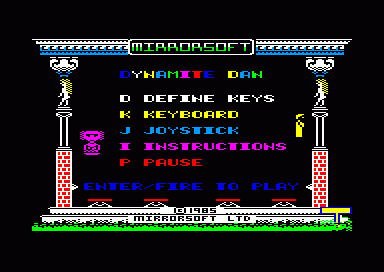 MIRRORSOFT
DYNAMITE DAN
D DEFINE KEYS
K KEYBOARD
J JOYSTICK
I INSTRUCTIONS
P PAUSE
ENTER/FIRE TO PLAY
©1985
MIRRORSOFT LTD